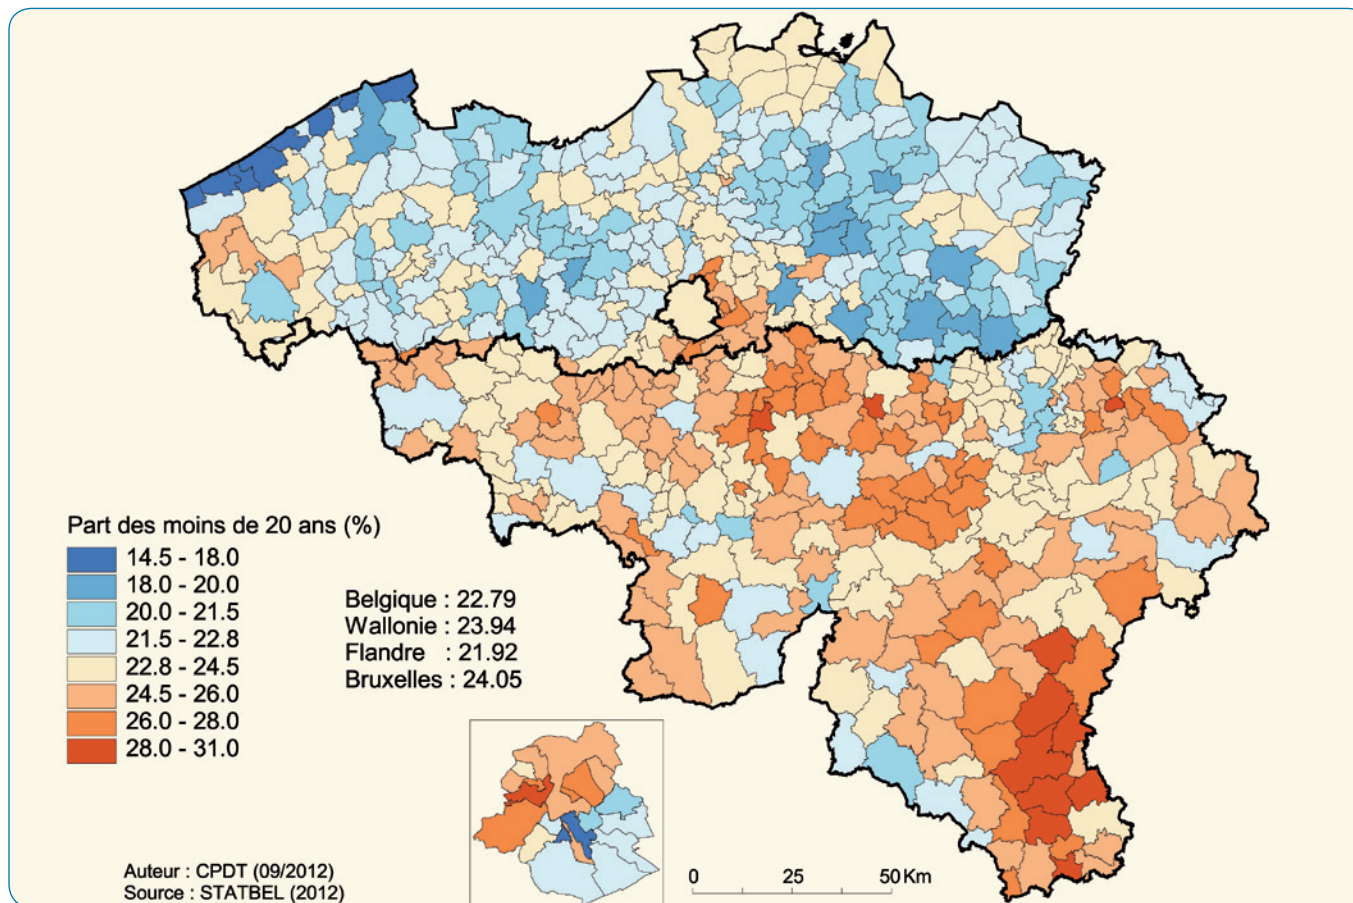 Part des moins de 20 ans (%)
14.5 - 18.0
18.0 - 20.0
20.0 - 21.5
21.5 - 22.8
22.8 - 24.5
24.5 - 26.0
26.0 - 28.0
28.0 - 31.0
Belgique : 22.79
Wallonie : 23.94
Flandre : 21.92
Bruxelles : 24.05
Auteur : CPDT (09/2012)
Source : STATBEL (2012)
0 25 50 Km